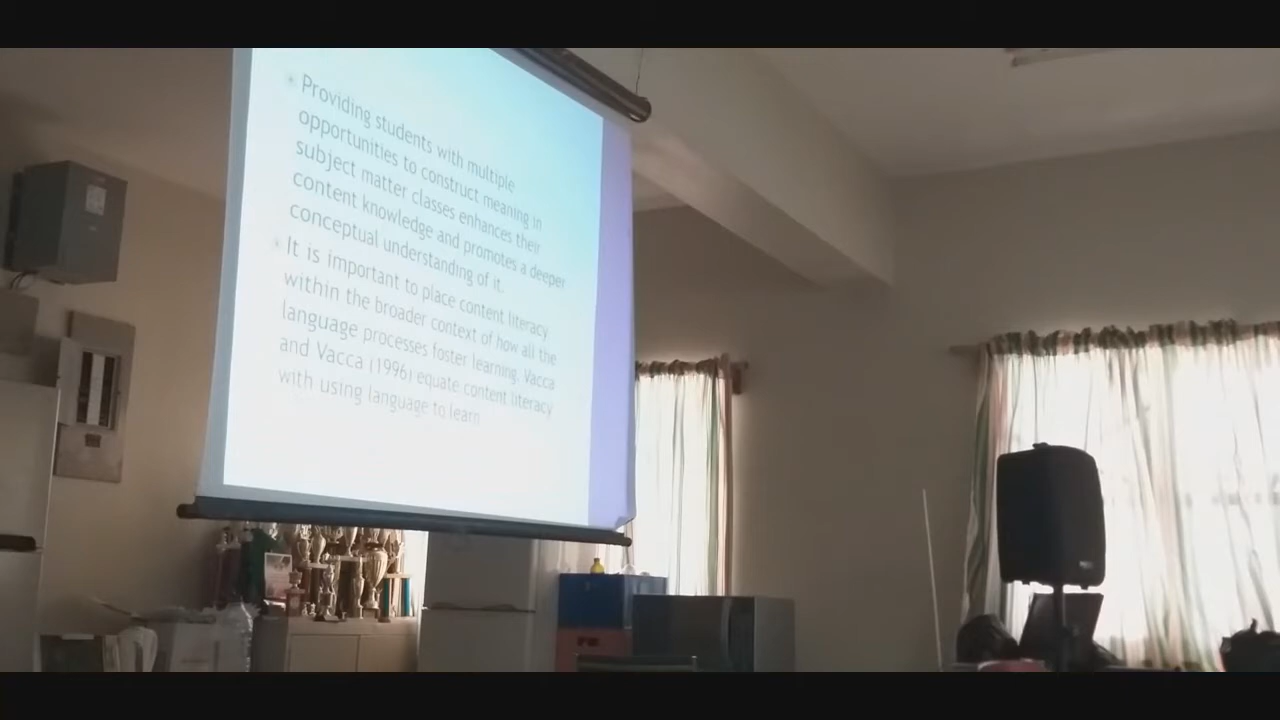 Providing students with multiple
opportunities to construct meaning in
subject matter classes enhances their
content knowledge and promotes a deeper
conceptual understanding of it.
It is important to place content literacy
within the broader context of how all the
language processes foster learning. Vacca
and Vacca (1996) equate content literacy
with using language to learn